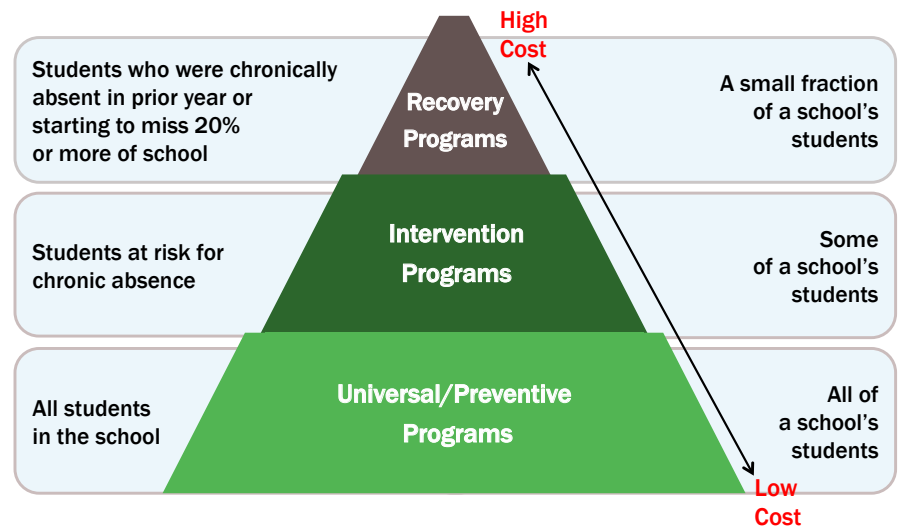 High
Cost
Students who were chronically
absent in prior year or
starting to miss 20%
or more of school
Recovery
Programs
A small fraction
of a school's
students
Students at risk for
chronic absence
Intervention
Programs
Some
of a school's
students
All students
in the school
Universal/Preventive
Programs
All of
a school's
students
Low
Cost